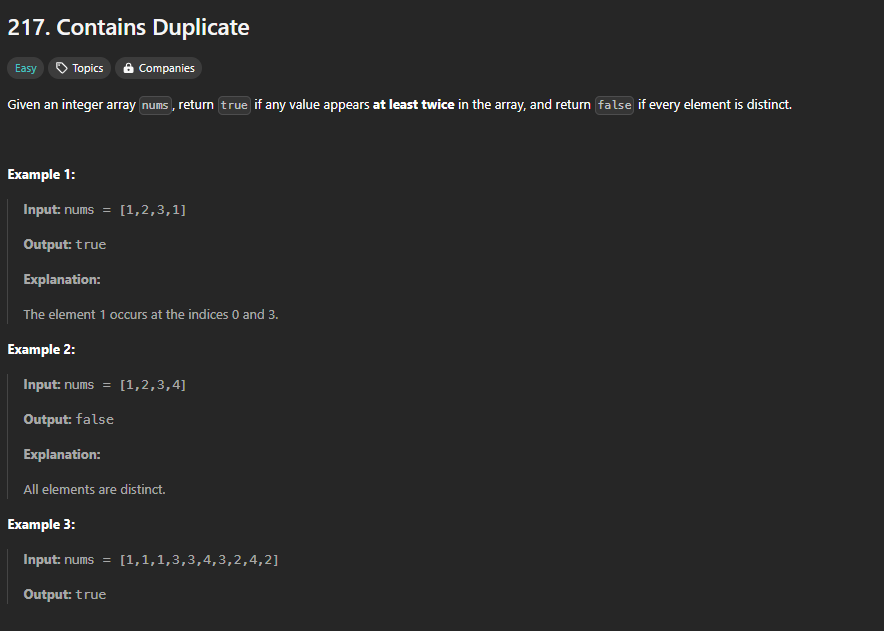 217. Contains Duplicate
Easy Topics Companies
Given an integer array nums, return true if any value appears at least twice in the array, and return false if every element is distinct.
Example 1:
Input: nums = [1,2,3,1]
Output: true
Explanation:
The element 1 occurs at the indices 0 and 3.
Example 2:
Input: nums = [1,2,3,4]
Output: false
Explanation:
All elements are distinct.
Example 3:
Input: nums = [1,1,1,3,3,4,3,2,4,2]
Output: true